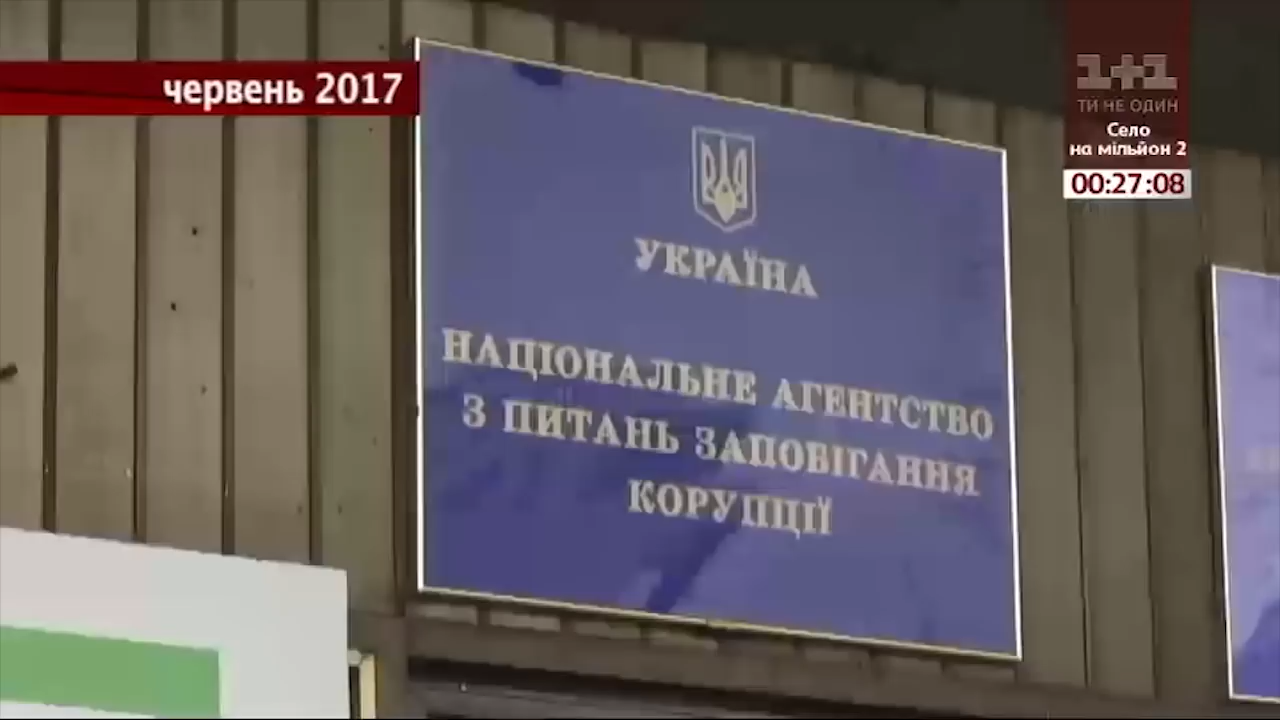 червень 2017
1+1
ТИ НЕ ОДИН
Село
на мільйон 2
00:27:08
УКРАЇНА
НАЦІОНАЛЬНЕ АГЕНТСТВО
З ПИТАНЬ ЗАПОБІГАННЯ
КОРУПЦІЇ